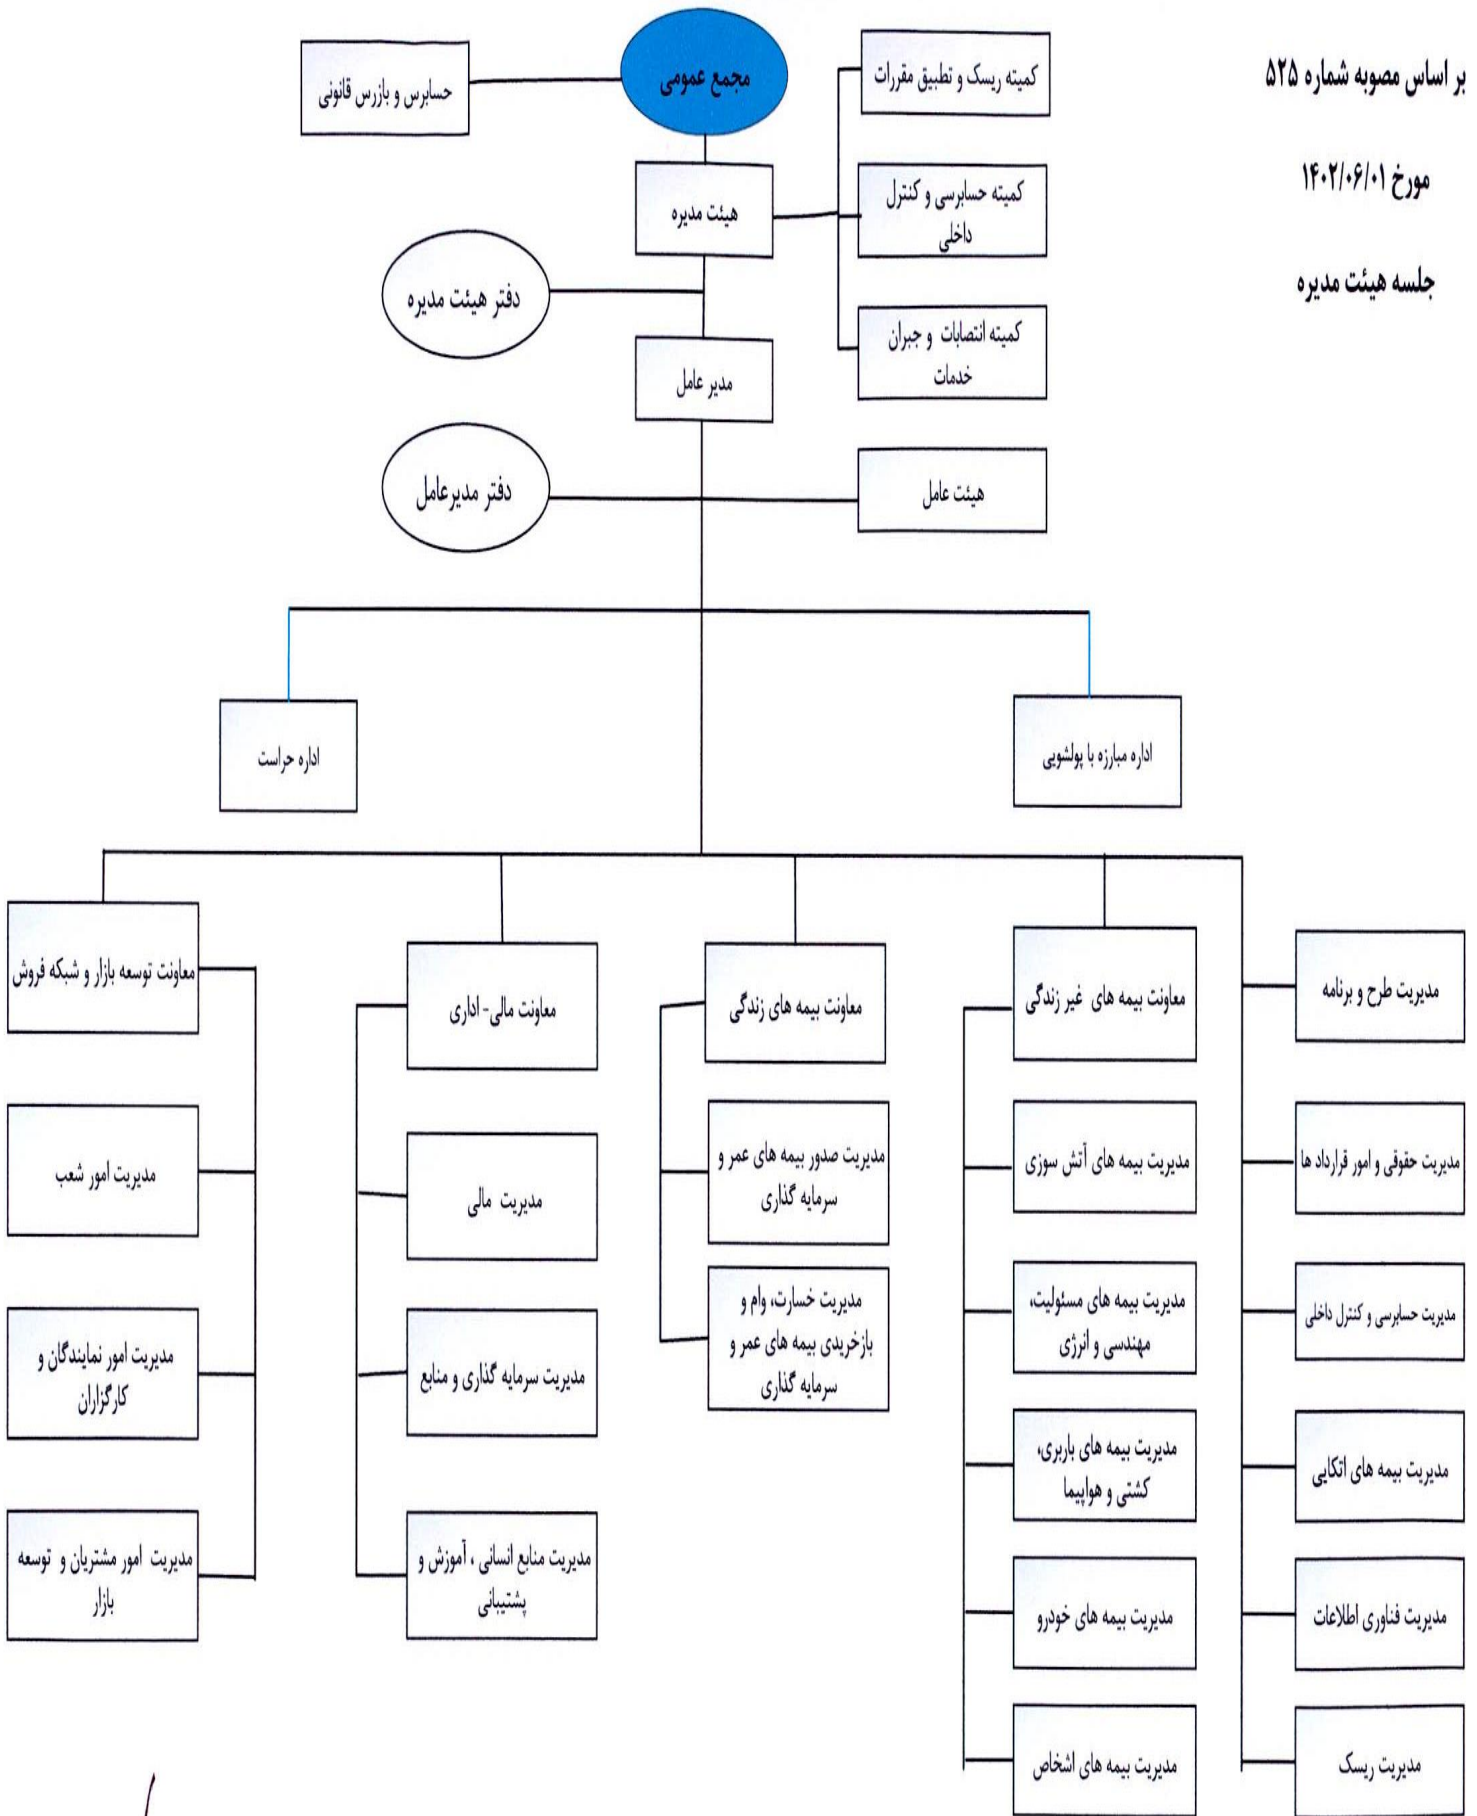 بر اساس مصوبه شماره ۵۲۵
مورخ ۱۴۰۲/۰۶/۰۱
جلسه هیئت مدیره
مجمع عمومی
حسابرس و بازرس قانونی
کمیته ریسک و تطبیق مقررات
هیئت مدیره
کمیته حسابرسی و کنترل
داخلی
دفتر هیئت مدیره
کمیته انتصابات و جبران
خدمات
مدیر عامل
هیئت عامل
دفتر مدیرعامل
اداره مبارزه با پولشویی
اداره حراست
مدیریت طرح و برنامه
مدیریت حقوقی و امور قرارداد ها
مدیریت حسابرسی و کنترل داخلی
مدیریت بیمه های اتکایی
مدیریت فناوری اطلاعات
مدیریت ریسک
معاونت بیمه های غیر زندگی
مدیریت بیمه های آتش سوزی
مدیریت بیمه های مسئولیت،
مهندسی و انرژی
مدیریت بیمه های باربری،
کشتی و هواپیما
مدیریت بیمه های خودرو
مدیریت بیمه های اشخاص
معاونت بیمه های زندگی
مدیریت صدور بیمه های عمر و
سرمایه گذاری
مدیریت خسارت، وام و
بازخریدی بیمه های عمر و
سرمایه گذاری
معاونت مالی- اداری
مدیریت مالی
مدیریت سرمایه گذاری و منابع
مدیریت منابع انسانی ، آموزش و
پشتیبانی
معاونت توسعه بازار و شبکه فروش
مدیریت امور شعب
مدیریت امور نمایندگان و
کارگزاران
مدیریت امور مشتریان و توسعه
بازار